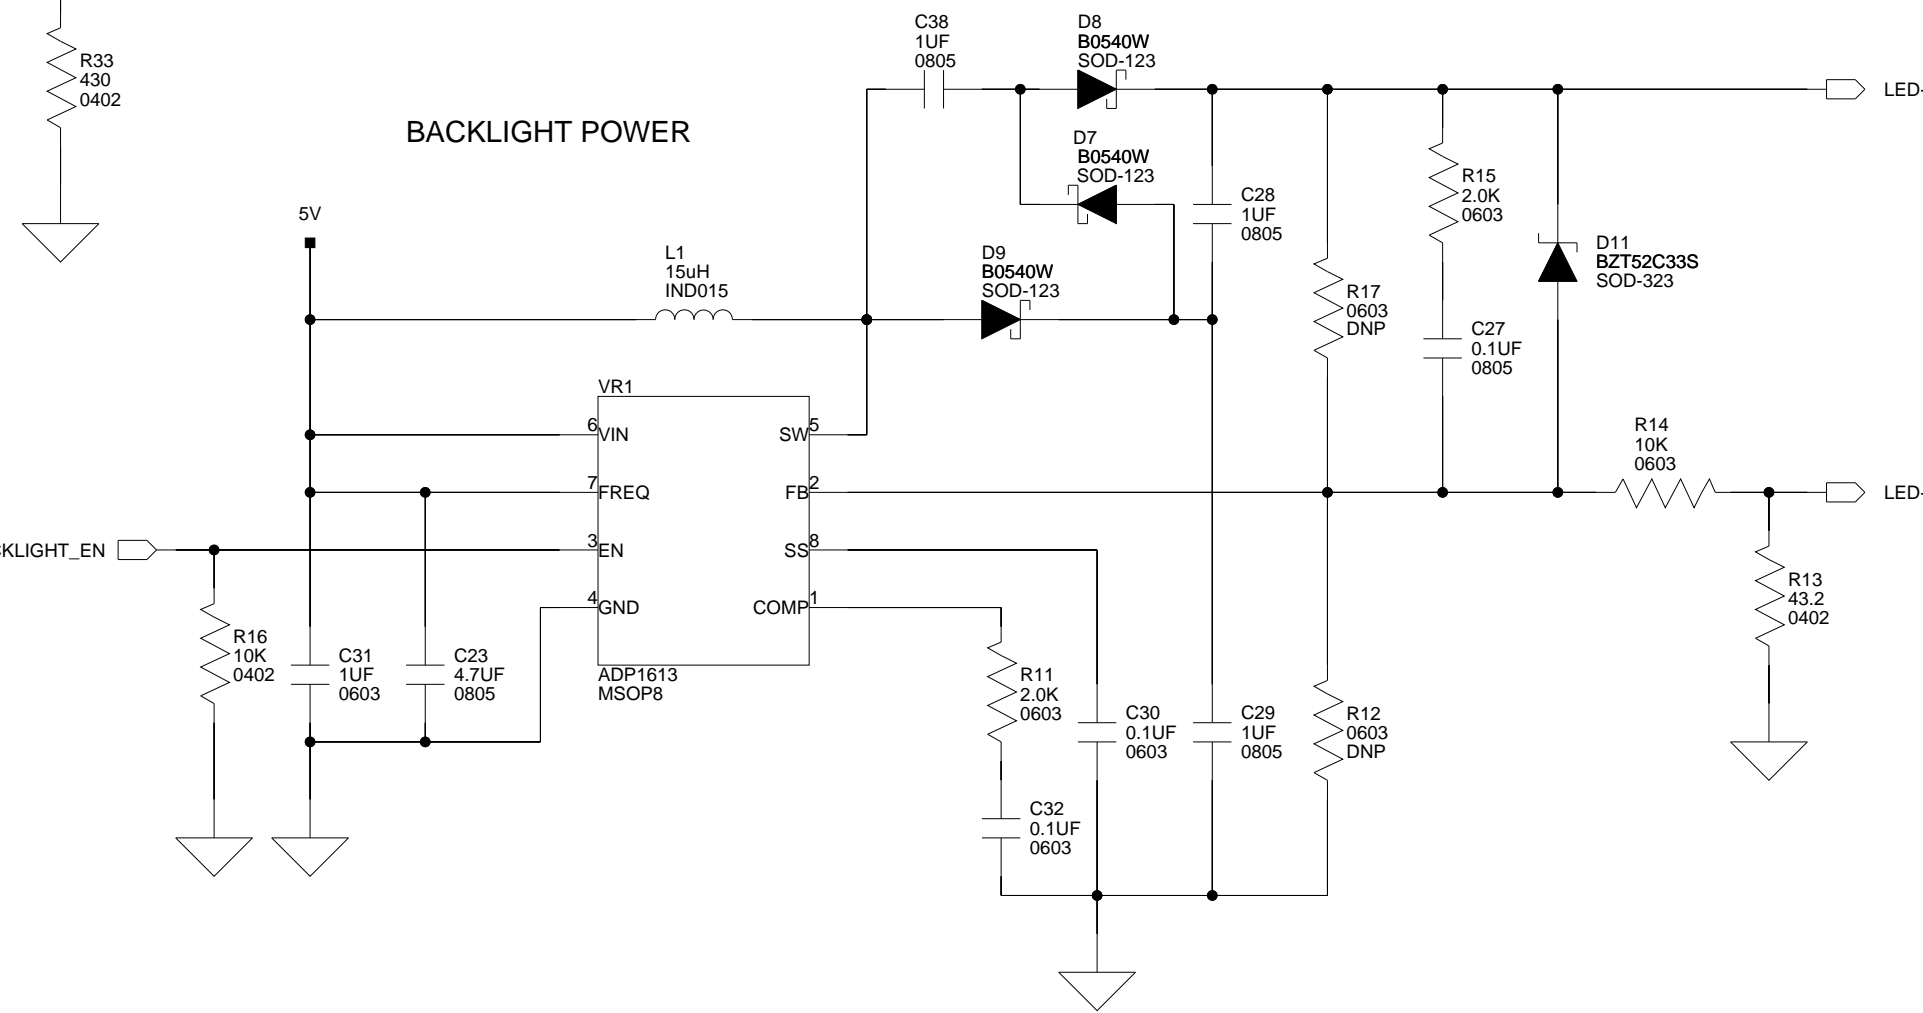 R33
430
0402
BACKLIGHT POWER
C38
1UF
0805
D8
B0540W
SOD-123
LED-
D7
B0540W
SOD-123
C28
1UF
0805
R15
2.0K
0603
5V
L1
15uH
IND015
D9
B0540W
SOD-123
D11
BZT52C33S
SOD-323
R17
0603
DNP
C27
0.1UF
0805
VR1
6
VIN
SW
5
7
FREQ
FB
2
3
EN
SS
8
4
GND
COMP
1
ADP1613
MSOP8
R14
10K
0603
LED-
KLIGHT_EN
R13
43.2
0402
R16
10K
0402
C31
1UF
0603
C23
4.7UF
0805
R11
2.0K
0603
C30
0.1UF
0603
C29
1UF
0805
R12
0603
DNP
C32
0.1UF
0603